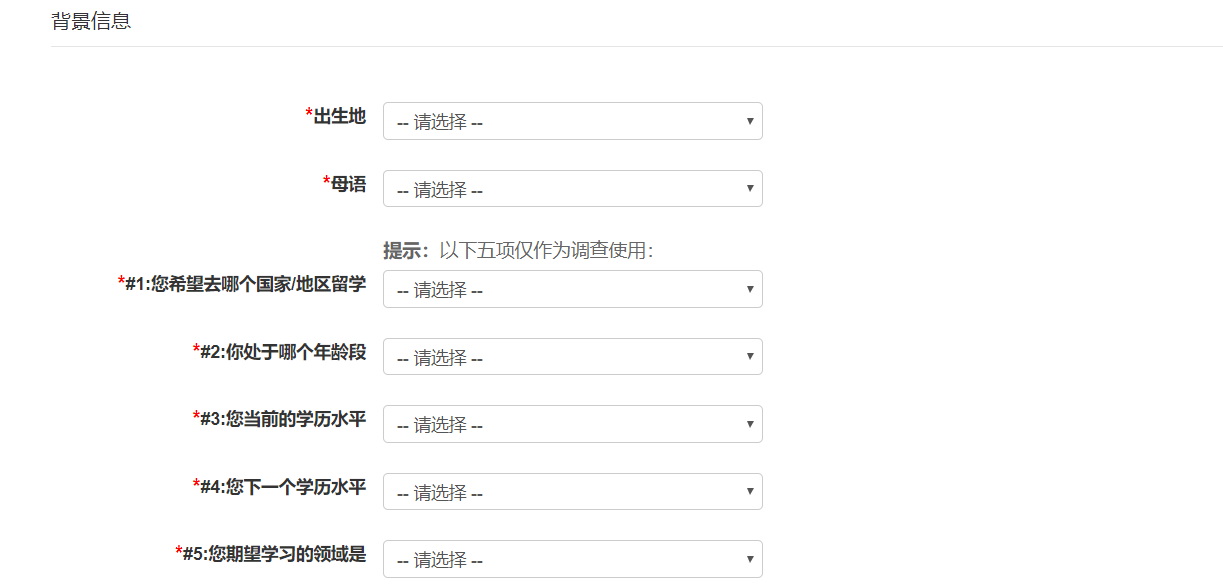 背景信息
*出生地
-- 请选择 --
*母语
-- 请选择 --
提示：以下五项仅作为调查使用：
*#1:您希望去哪个国家/地区留学
-- 请选择 --
*#2:你处于哪个年龄段
-- 请选择 --
*#3:您当前的学历水平
-- 请选择 --
*#4:您下一个学历水平
-- 请选择 --
*#5:您期望学习的领域是
-- 请选择 --